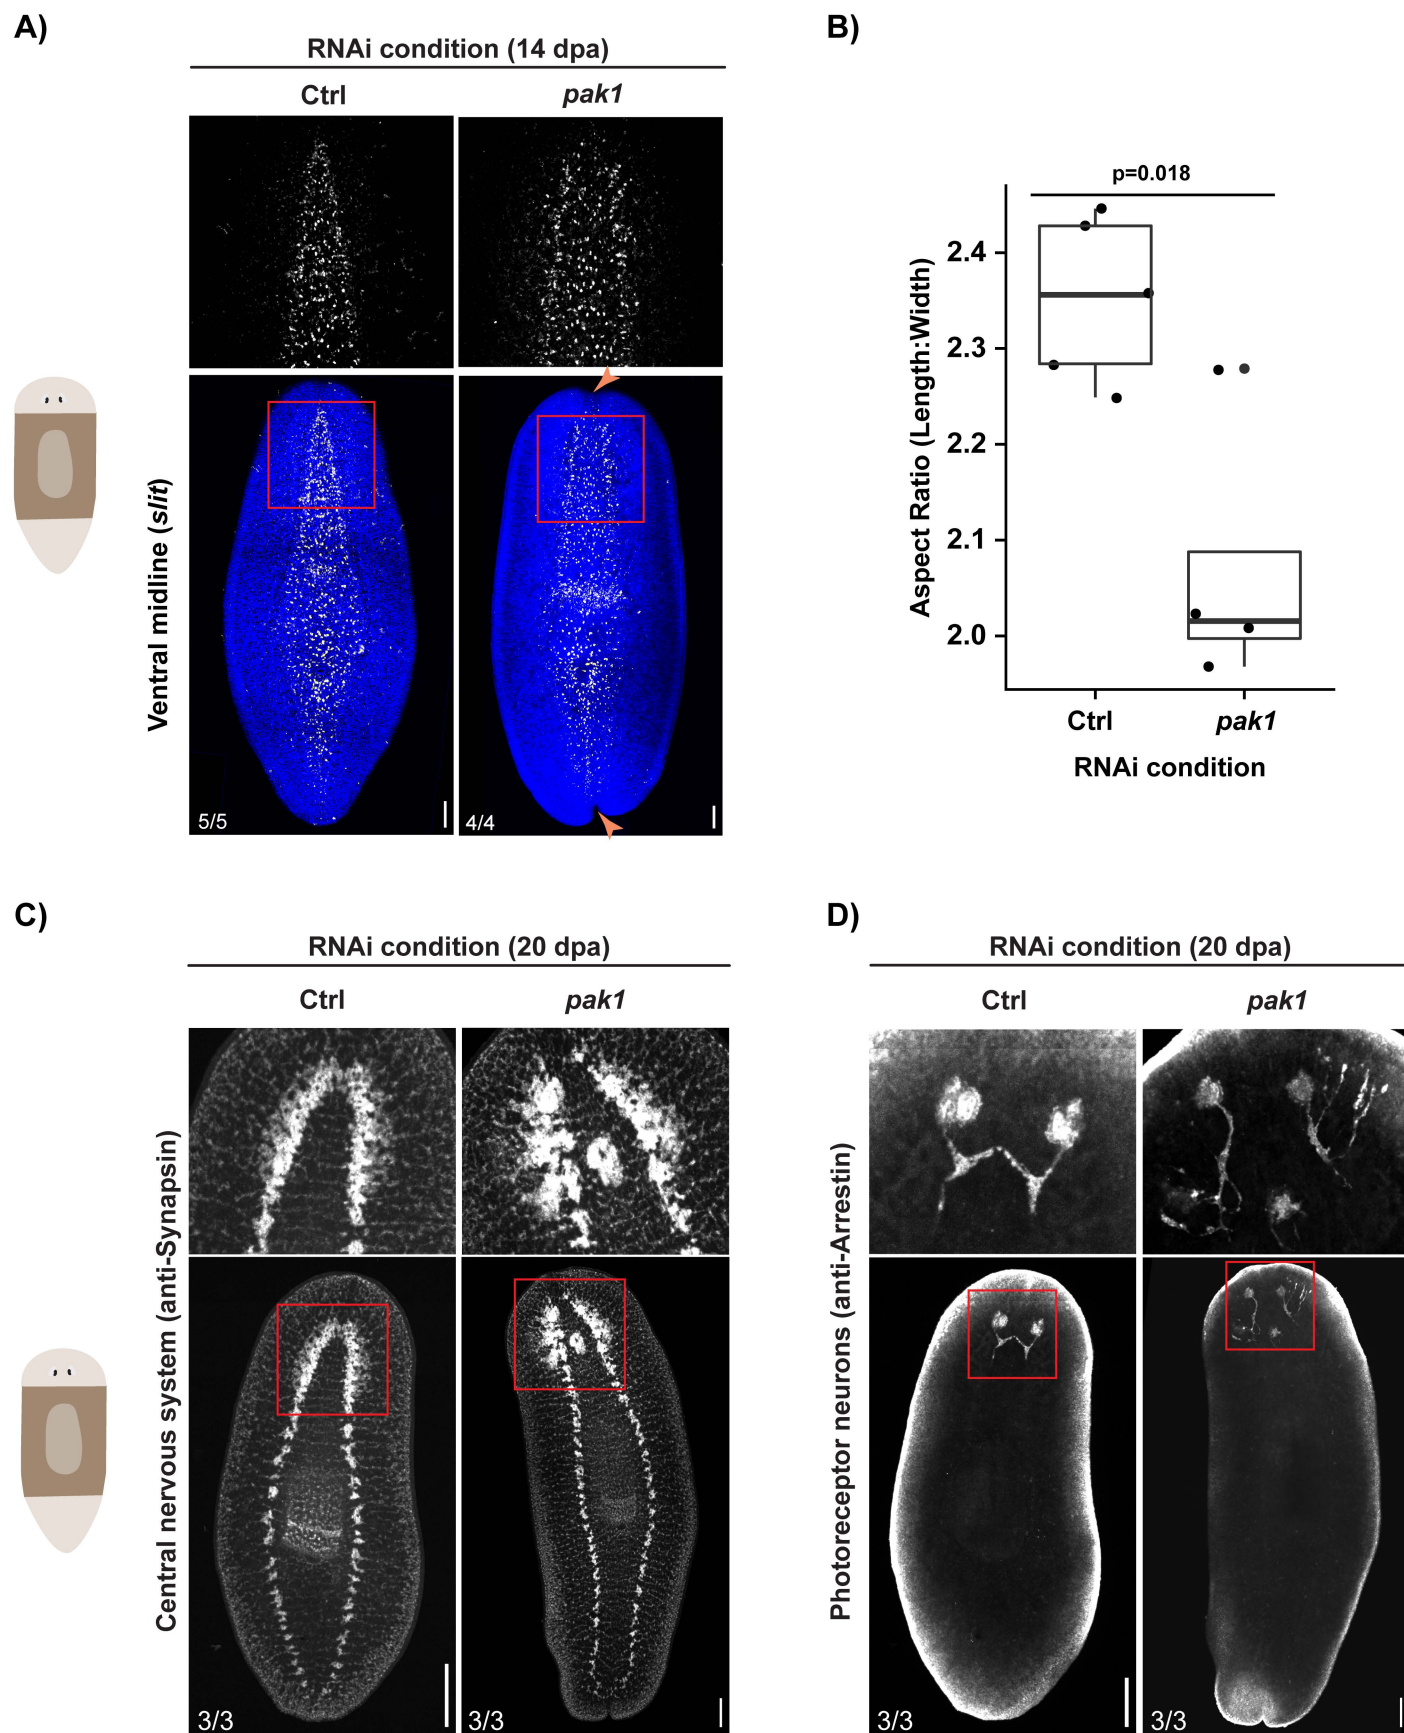 A)
RNAi condition (14 dpa)
Ctrl
pak1
Ventral midline (slit)
5/5
4/4
B)
p=0.018
Aspect Ratio (Length:Width)
2.4
2.3
2.2
2.1
2.0
Ctrl
pak1
RNAi condition
C)
RNAi condition (20 dpa)
Ctrl
pak1
Central nervous system (anti-Synapsin)
3/3
3/3
D)
RNAi condition (20 dpa)
Ctrl
pak1
Photoreceptor neurons (anti-Arrestin)
3/3
3/3